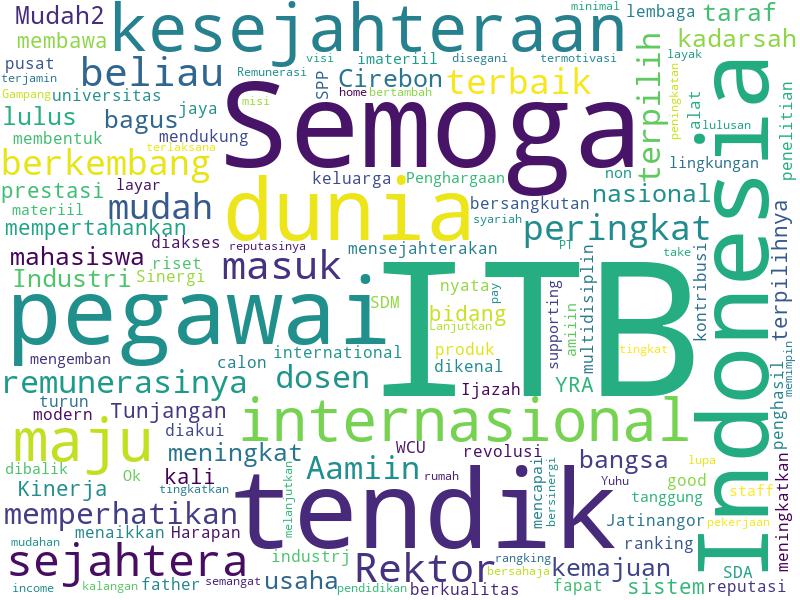 Mudah2
kesejahteraan
minimal
lembaga
taraf
membawa
kadarsah
pusat
terjamin
beliau
visi
imateriil
disegani
termotivasi
layak
Remunerasi
SPP
Cirebon
terbaik
terpilih
Gampang
universitas
misi
home
bertambah
peningkatan
alat
Indonesia
penelitian
lulus
bagus
jaya
Semoga
lulusan
membentuk
mendukung
terlaksana
berkembang
lingkungan
prestasi
layar
keluarga
Penghargaan
non
nasional
materiil
mudah
dunia
bersangkutan
syariah
mempertahankan
peringkat
terpilihnya
mahasiswa
diakses
reputasinya
mensejahterakan
PT
take
masuk
riset
Industri
Sinergi
pegawai
SDM
ITB
nyata
pay
bidang
lanjutkan
supporting
amiiin
multidisiplin
kontribusi
mengemban
calon
international
produk
dikenal
tingkat
memimpin
remunerasinya
dosen
Ijazah
YRA
turun
modern
Tunjangan
internasional
penghasil
maju
diakui
meningkat
WCU
revolusi
bangsa
lupa
dibalik
Ok
kali
Aamiin
rumah
Yuhu
good
staff
meningkatkan
Kinerja
tingkatkan
melanjutkan
tendik
mencapai
bersinergi
tanggung
memperhatikan
Jatinangor
pekerjaan
menaikkan
Harapan
ranking
sejahtera
industrj
Rektor
rangking
kemajuan
mudahan
bersahaja
SDA
income
kalangan
father
semangat
usaha
pendidikan
berkualitas
fapat
sistem
reputasi